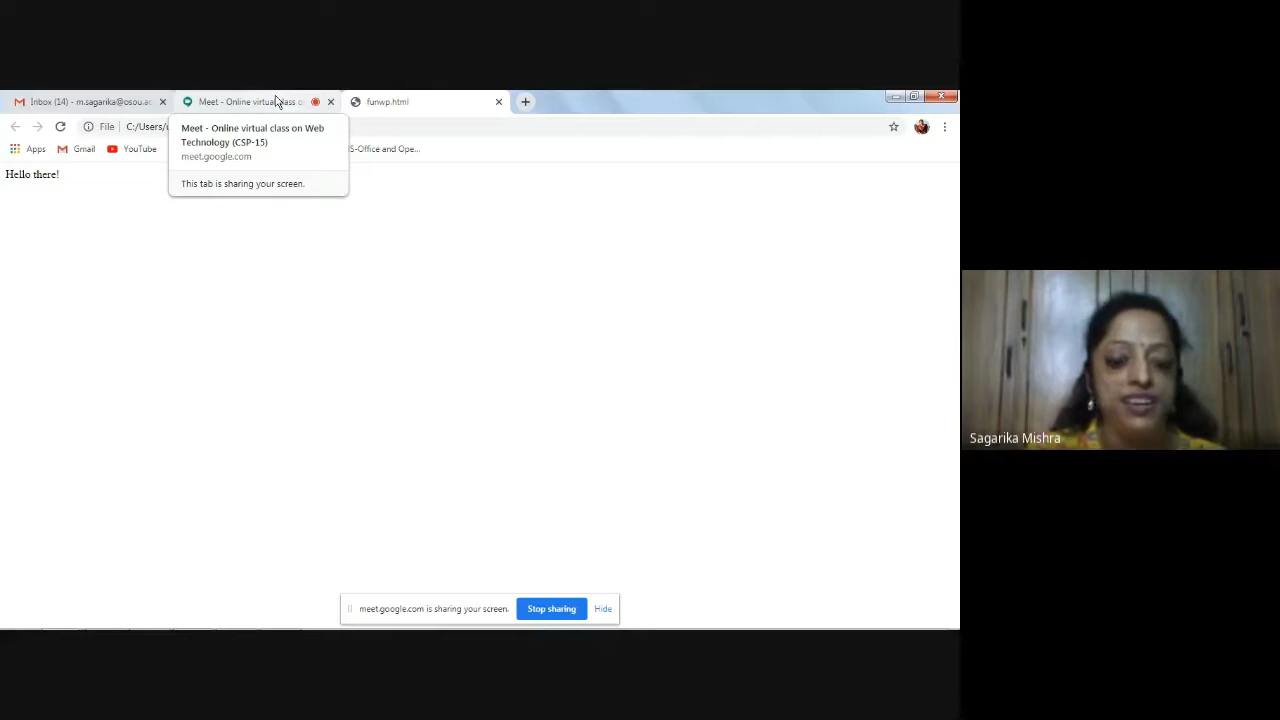 Inbox (14) - m.sagarika@osou.ac
Meet - Online virtual class o
funwp.html
File
C:/Users/
Apps
Gmail
YouTube
S-Office and Ope...
Meet - Online virtual class on Web
Technology (CSP-15)
meet.google.com
This tab is sharing your screen.
Hello there!
Sagarika Mishra
meet.google.com is sharing your screen.
Stop sharing
Hide